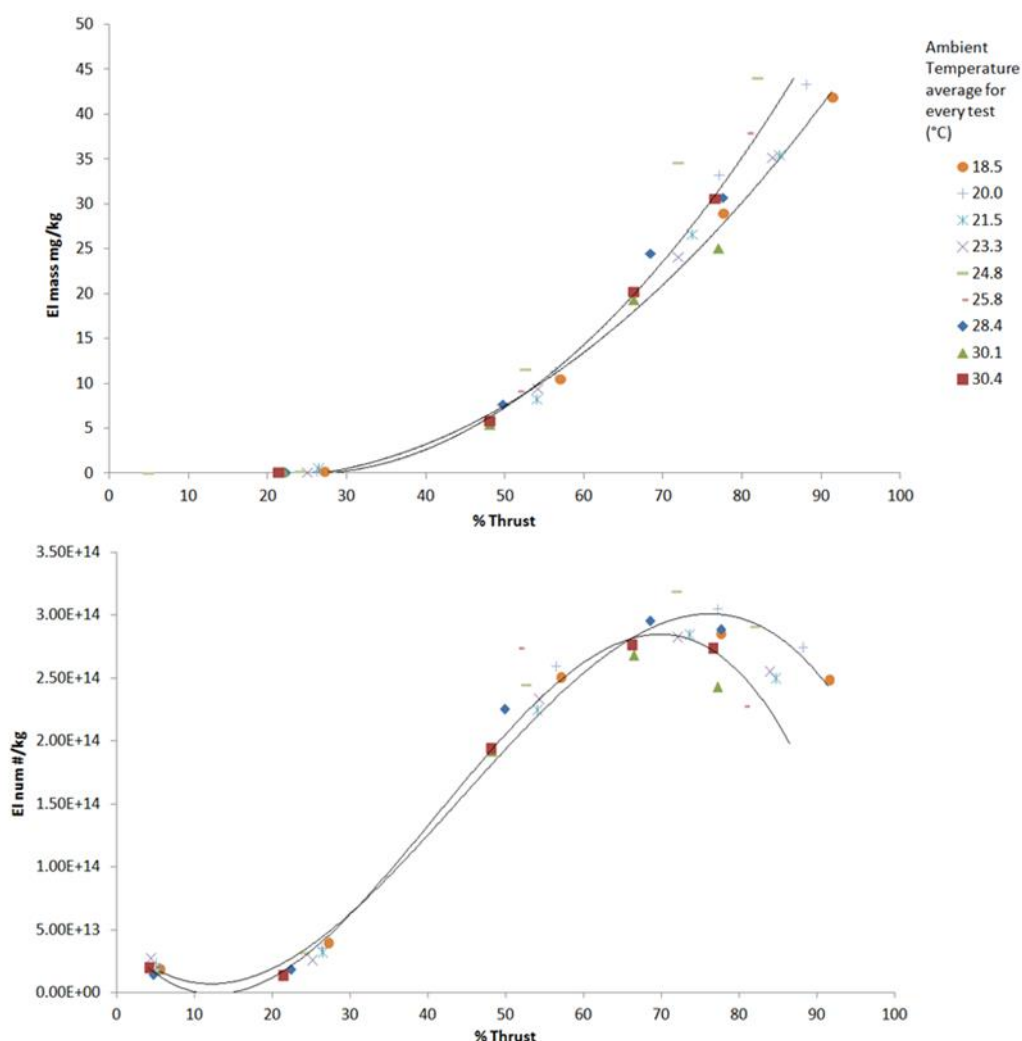 50
45
40
35
30
25
20
15
10
5
0
EI mass mg/kg
0 10 20 30 40 50 60 70 80 90 100
% Thrust
Ambient
Temperature
average for
every test
(°C)
18.5
20.0
21.5
23.3
24.8
25.8
28.4
30.1
30.4
3.50E+14
3.00E+14
2.50E+14
2.00E+14
1.50E+14
1.00E+14
5.00E+13
0.00E+00
EI num #/kg
0 10 20 30 40 50 60 70 80 90 100
% Thrust